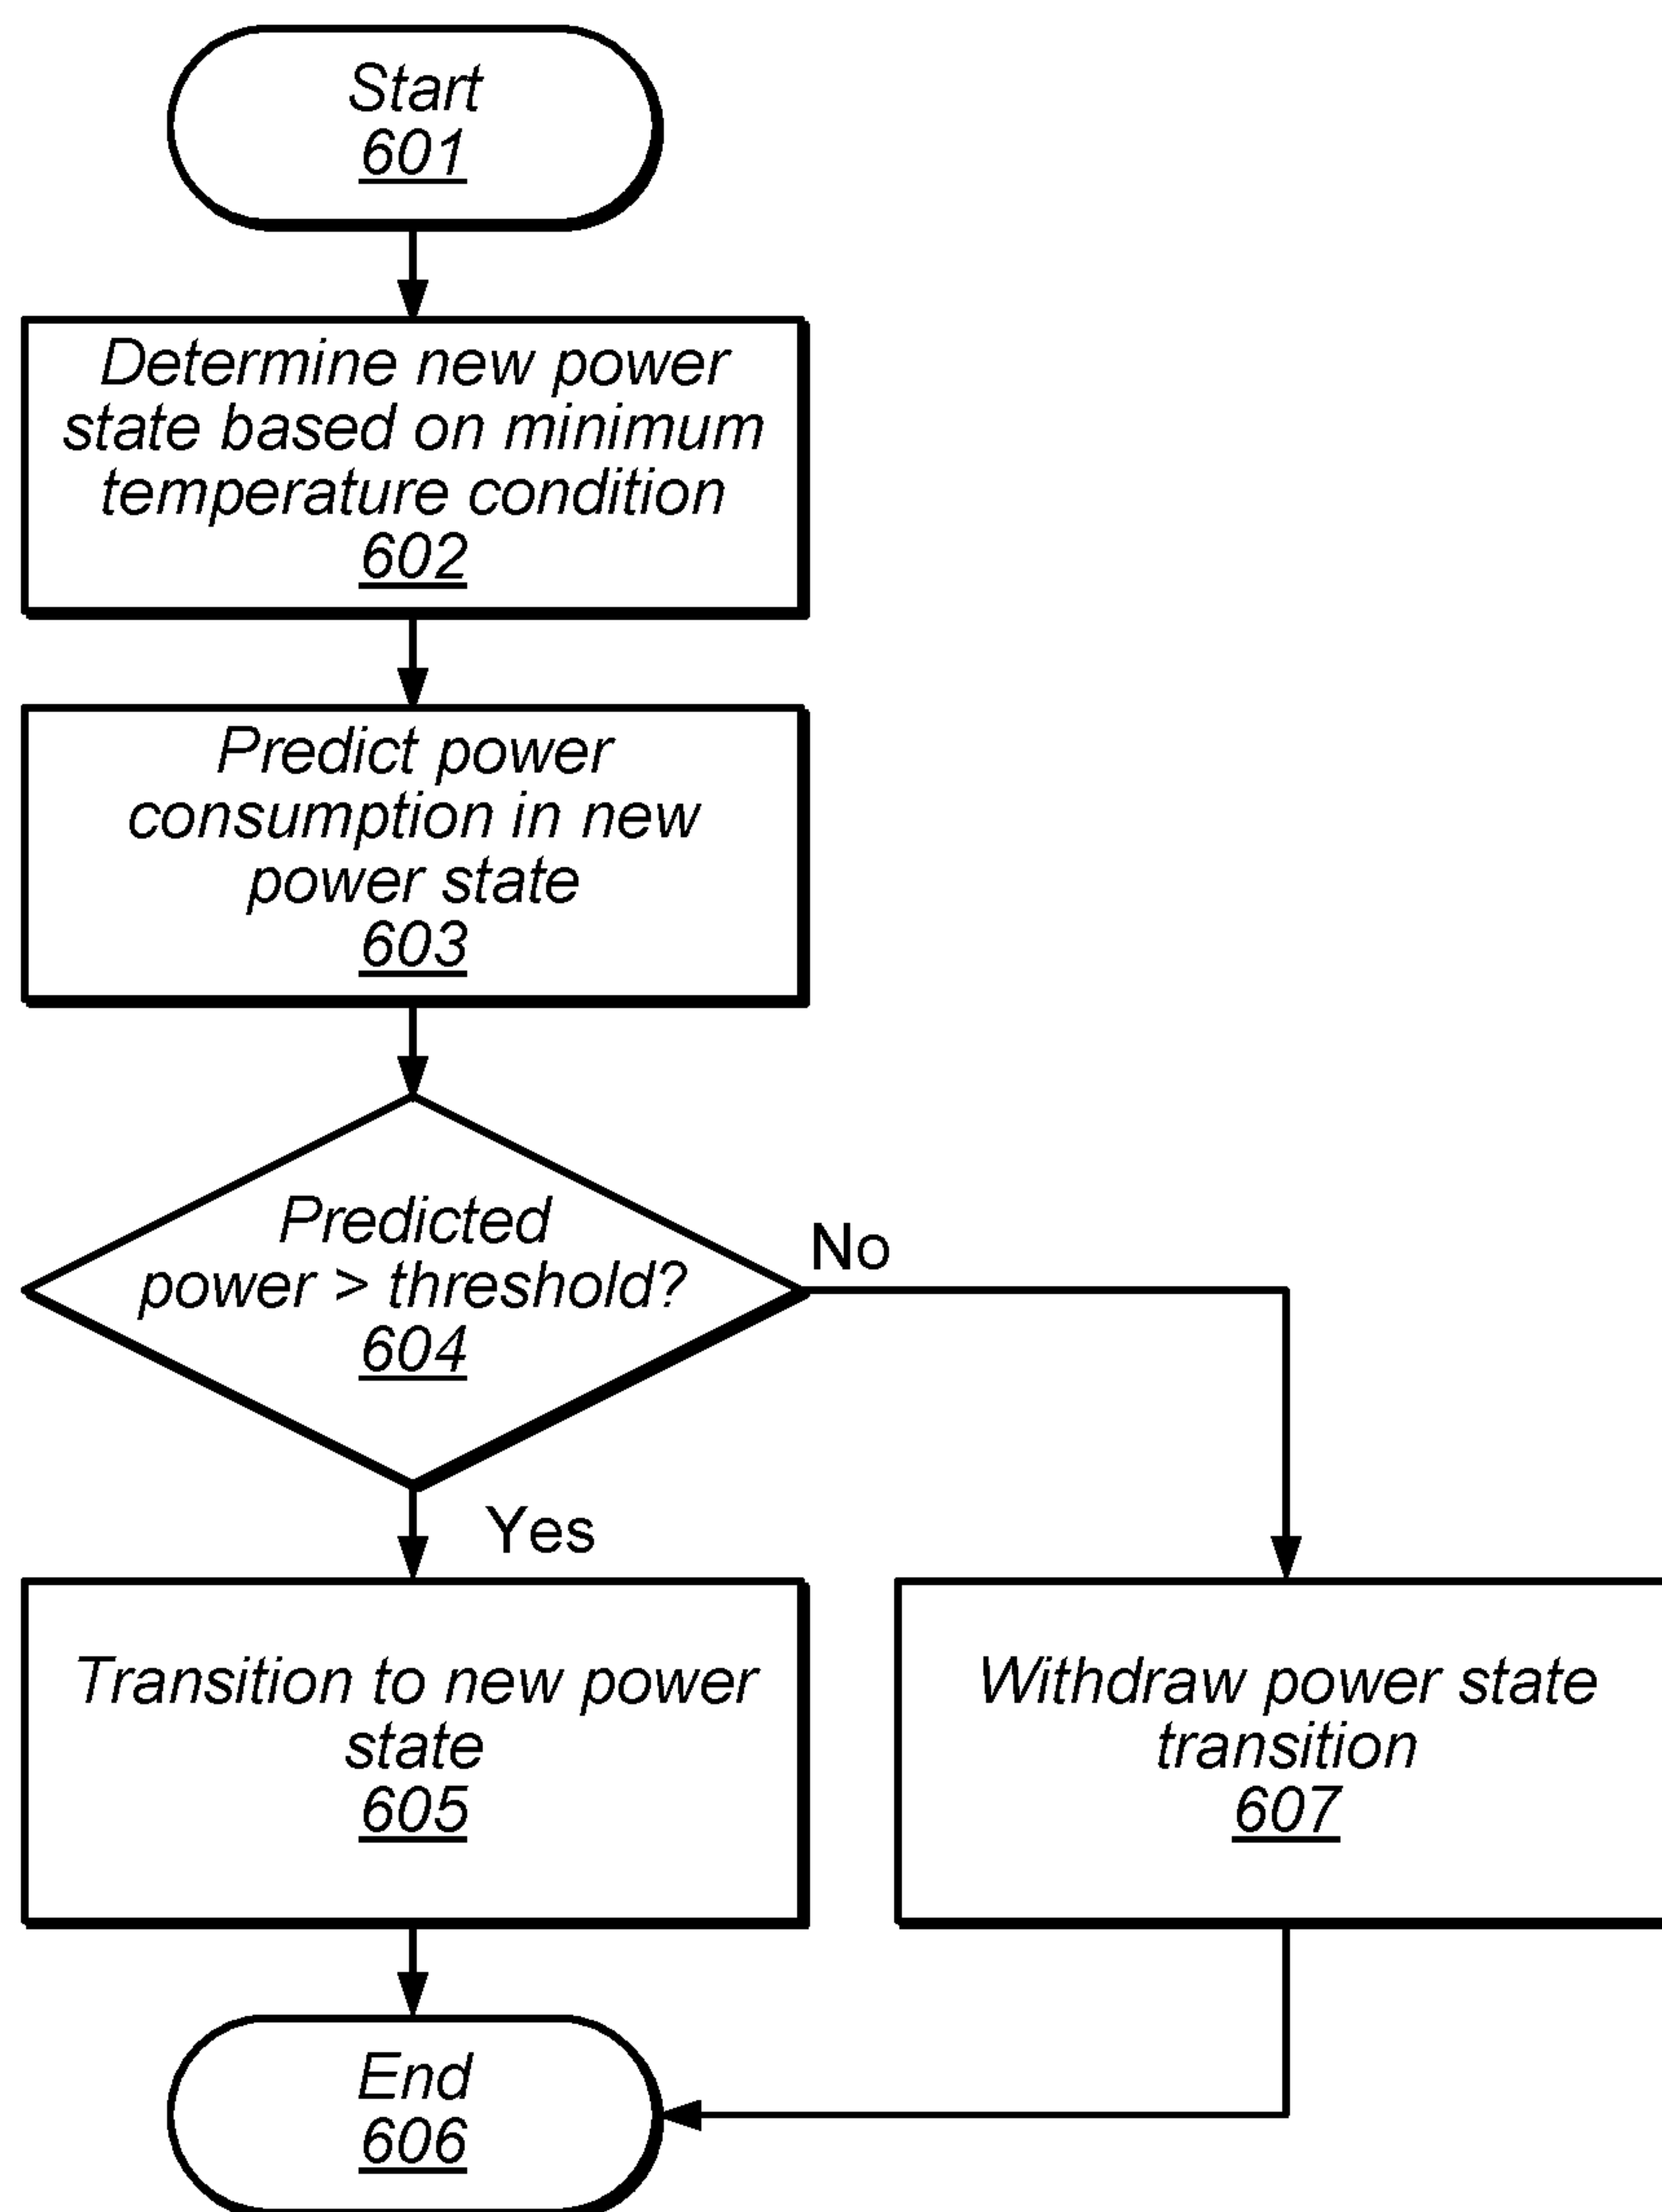 Start
601
Determine new power
state based on minimum
temperature condition
602
Predict power
consumption in new
power state
603
Predicted
power > threshold?
604
No
Yes
Transition to new power
state
605
Withdraw power state
transition
607
End
606